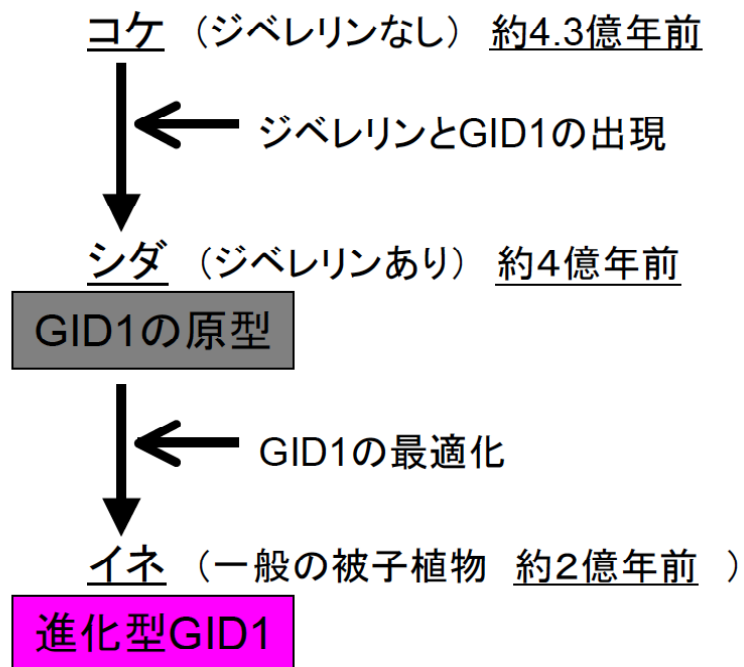 コケ （ジベレリンなし） 約4.3億年前
ジベレリンとGID1の出現
シダ （ジベレリンあり） 約４億年前
GID1の原型
GID1の最適化
イネ （一般の被子植物 約２億年前 ）
進化型GID1